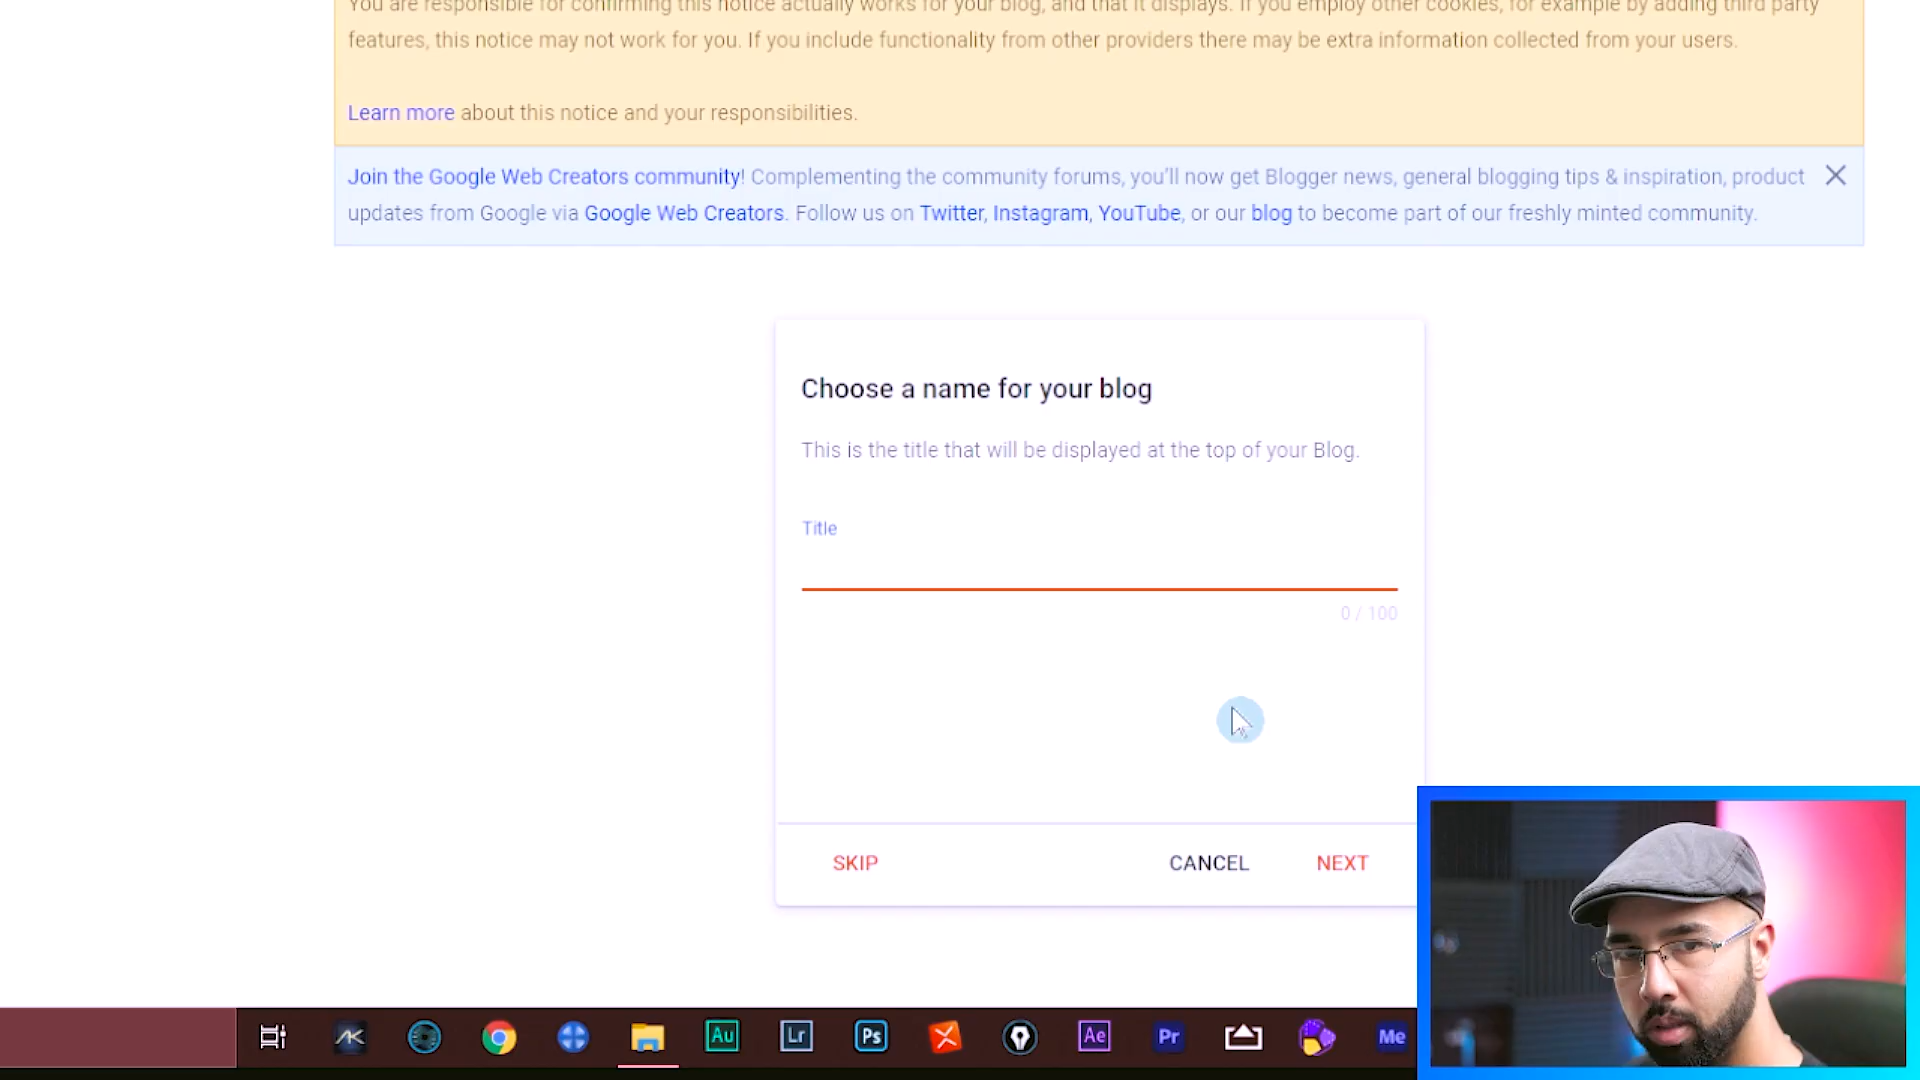 You are responsible for confirming this notice actually works for your blog, and that it displays. If you employ other cookies, for example by adding third party
features, this notice may not work for you. If you include functionality from other providers there may be extra information collected from your users.
Learn more about this notice and your responsibilities.
Join the Google Web Creators community! Complementing the community forums, you’ll now get Blogger news, general blogging tips & inspiration, product
updates from Google via Google Web Creators. Follow us on Twitter, Instagram, YouTube, or our blog to become part of our freshly minted community.
Choose a name for your blog
This is the title that will be displayed at the top of your Blog.
Title
0 / 100
SKIP CANCEL NEXT
Au Lr Ps Ae Pr Me